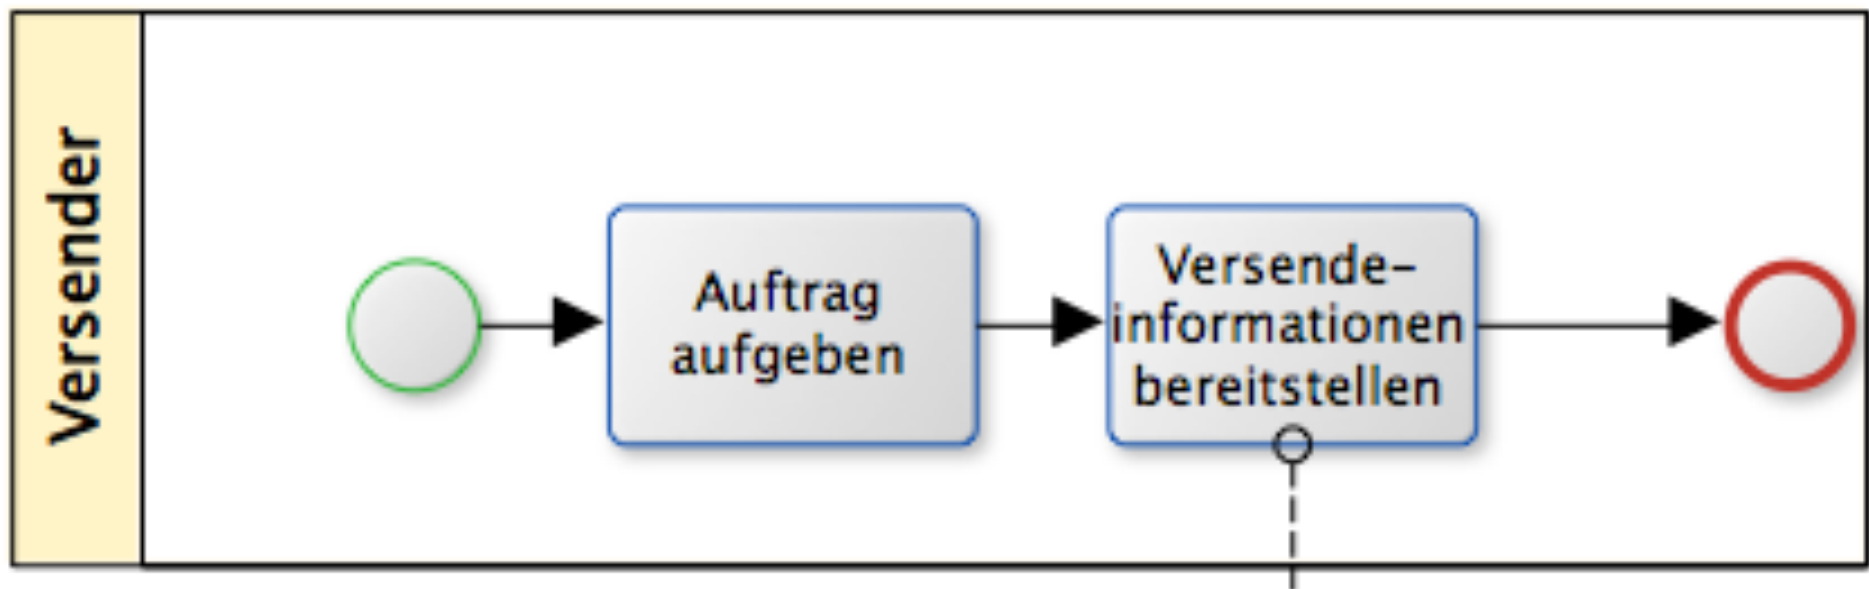 Versender
Auftrag
aufgeben
Versende-
informationen
bereitstellen